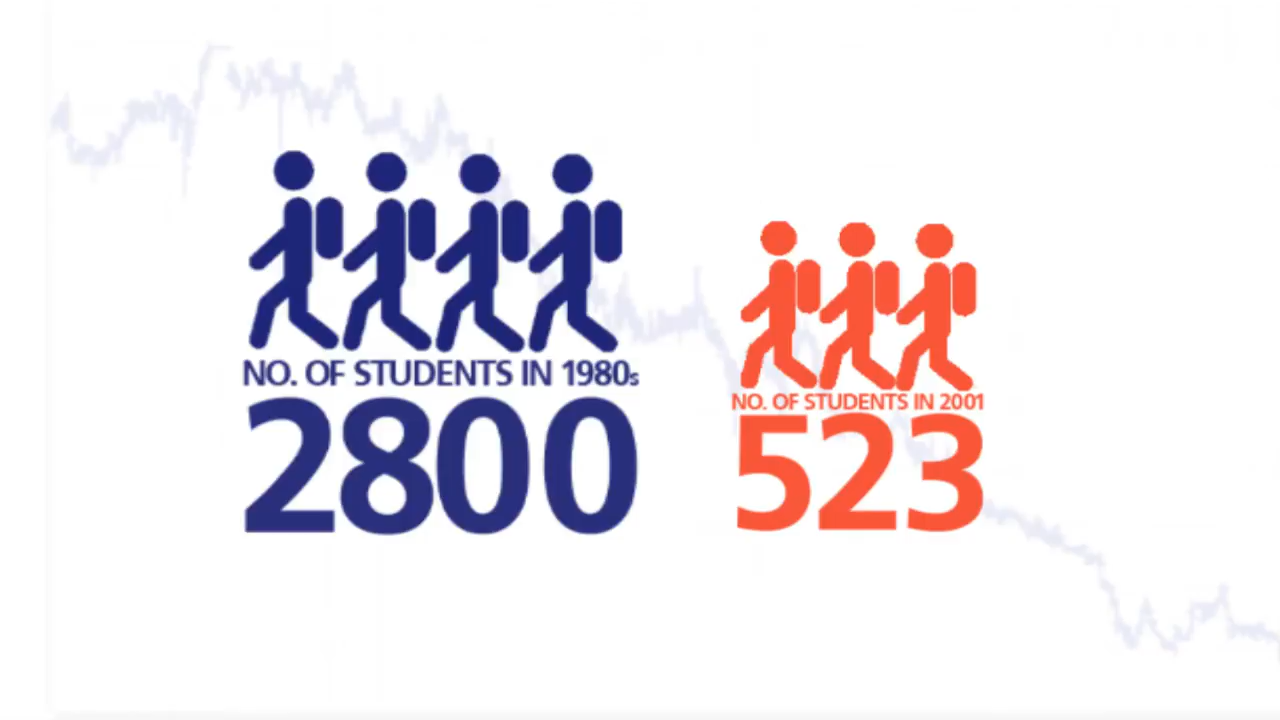 NO. OF STUDENTS IN 1980s
2800
NO. OF STUDENTS IN 2001
523